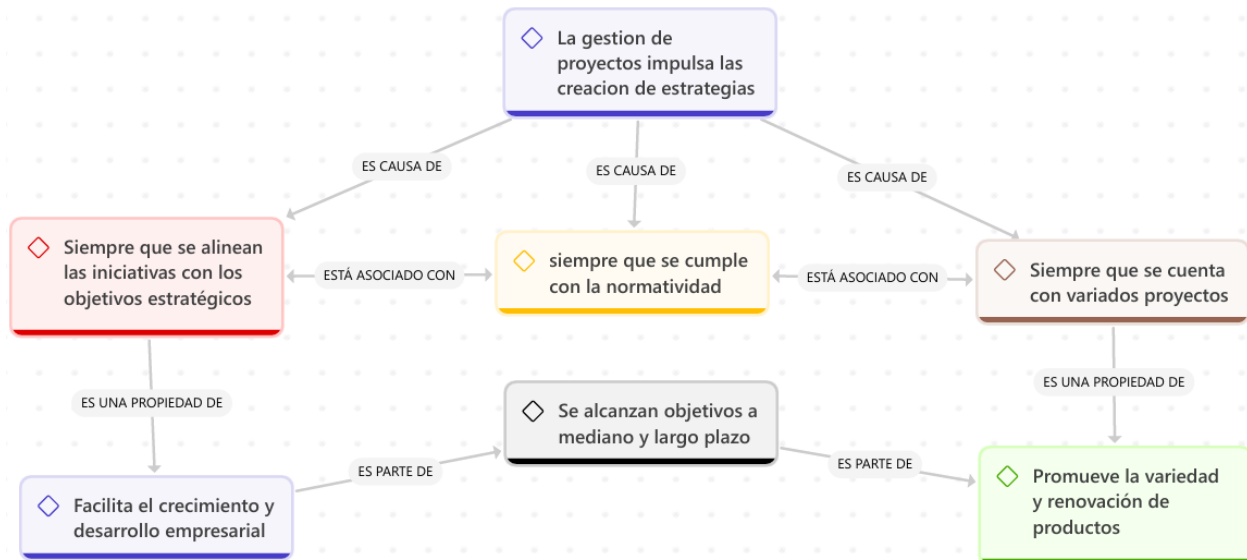 La gestion de
proyectos impulsa las
creacion de estrategias
ES CAUSA DE
ES CAUSA DE
ES CAUSA DE
Siempre que se alinean
las iniciativas con los
objetivos estratégicos
ESTÁ ASOCIADO CON
siempre que se cumple
con la normatividad
ESTÁ ASOCIADO CON
Siempre que se cuenta
con variados proyectos
ES UNA PROPIEDAD DE
ES UNA PROPIEDAD DE
Se alcanzan objetivos a
mediano y largo plazo
ES PARTE DE
ES PARTE DE
Facilita el crecimiento y
desarrollo empresarial
Promueve la variedad
y renovación de
productos